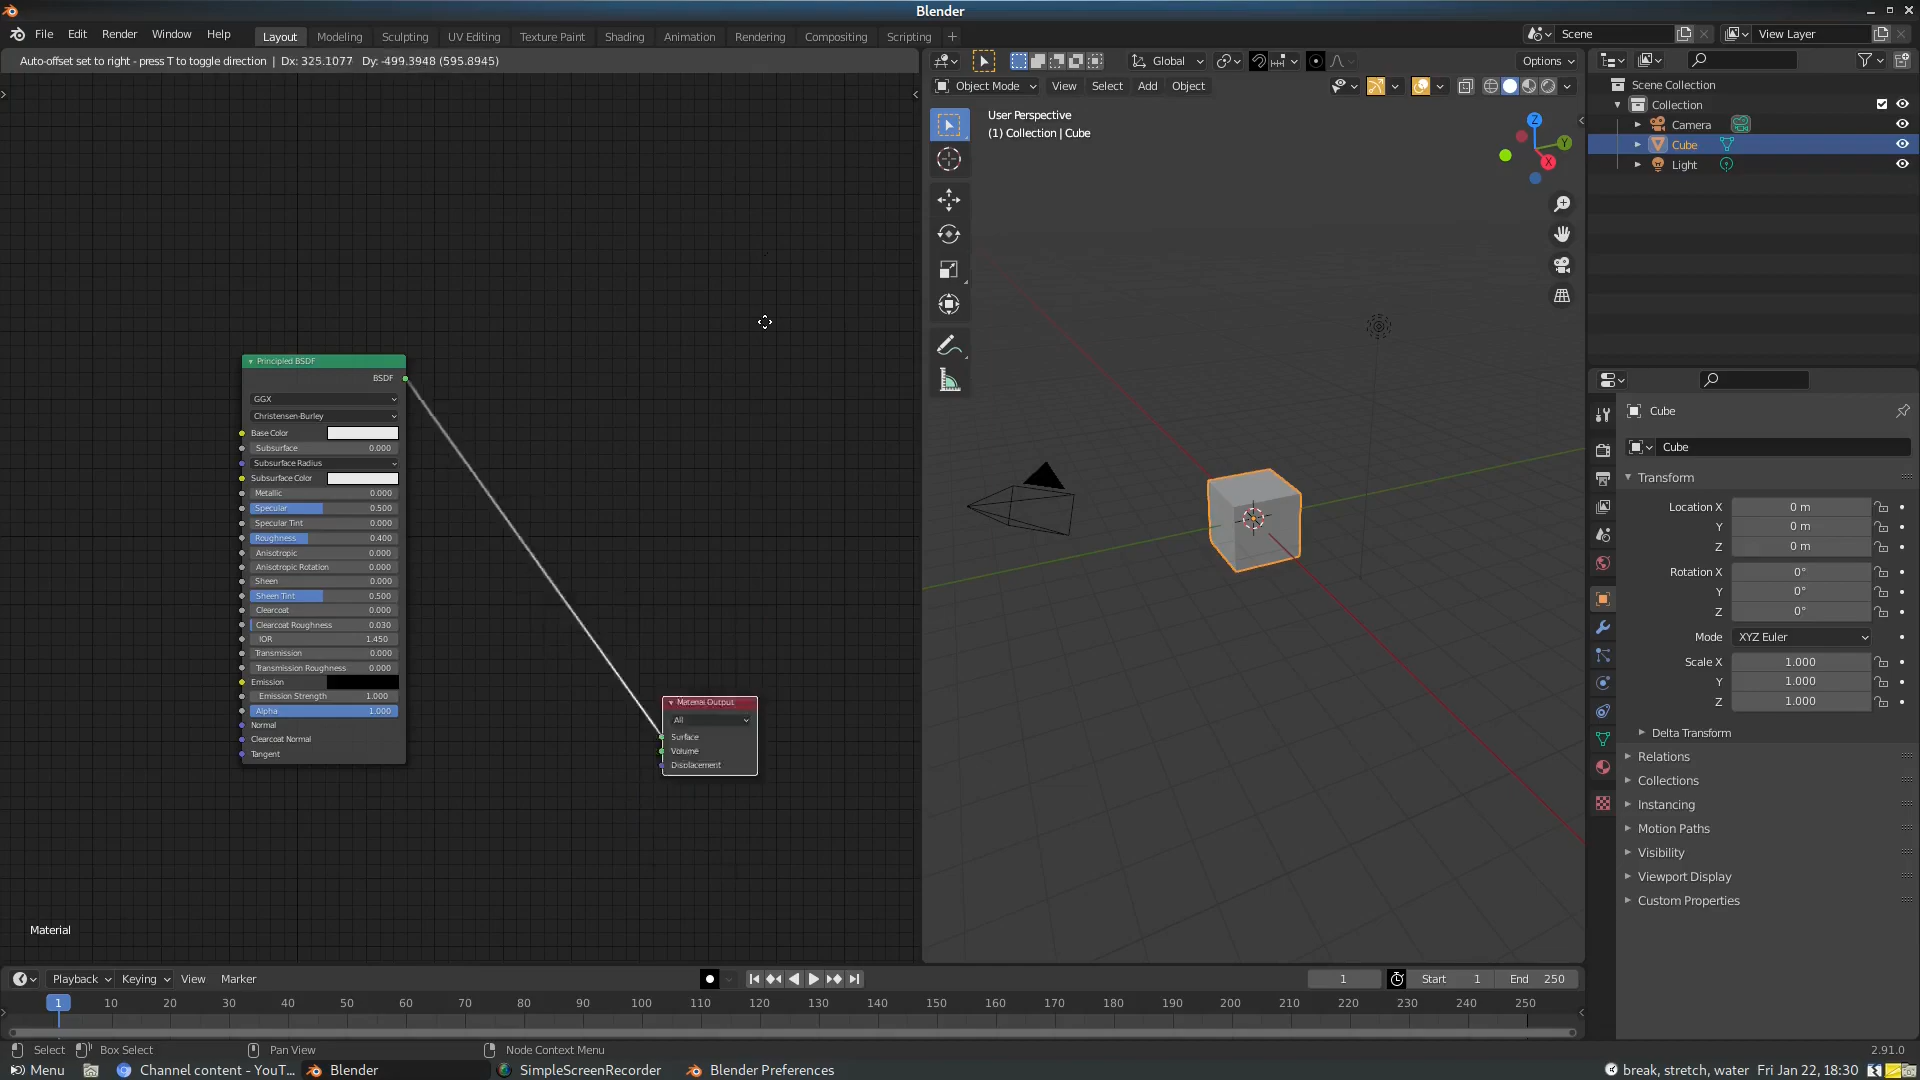 Blender
File Edit Render Window Help Layout Modeling Sculpting UV Editing Texture Paint Shading Animation Rendering Compositing Scripting + Scene View Layer
Auto-offset set to right - press T to toggle direction | Dx: 325.1077 Dy: -499.3948 (595.8945)
Global Options
Object Mode View Select Add Object
User Perspective
(1) Collection | Cube
Z
Y
X
Scene Collection
Collection
Camera
Cube
Light
Principled BSDF
BSDF
GGX
Christensen-Burley
Base Color
Subsurface 0.000
Subsurface Radius
Subsurface Color
Metallic 0.000
Specular 0.500
Specular Tint 0.000
Roughness 0.400
Anisotropic 0.000
Anisotropic Rotation 0.000
Sheen 0.000
Sheen Tint 0.500
Clearcoat 0.000
Clearcoat Roughness 0.030
IOR 1.450
Transmission 0.000
Transmission Roughness 0.000
Emission
Emission Strength 1.000
Alpha 1.000
Normal
Clearcoat Normal
Tangent
Material Output
All
Surface
Volume
Displacement
Material
Cube
Cube
Transform
Location X 0 m
Y 0 m
Z 0 m
Rotation X 0°
Y 0°
Z 0°
Mode XYZ Euler
Scale X 1.000
Y 1.000
Z 1.000
Delta Transform
Relations
Collections
Instancing
Motion Paths
Visibility
Viewport Display
Custom Properties
Playback Keying View Marker 1 Start 1 End 250
1 10 20 30 40 50 60 70 80 90 100 110 120 130 140 150 160 170 180 190 200 210 220 230 240 250
Select Box Select Pan View Node Context Menu 2.91.0
Menu Channel content - YouT... Blender SimpleScreenRecorder Blender Preferences break, stretch, water Fri Jan 22, 18:30